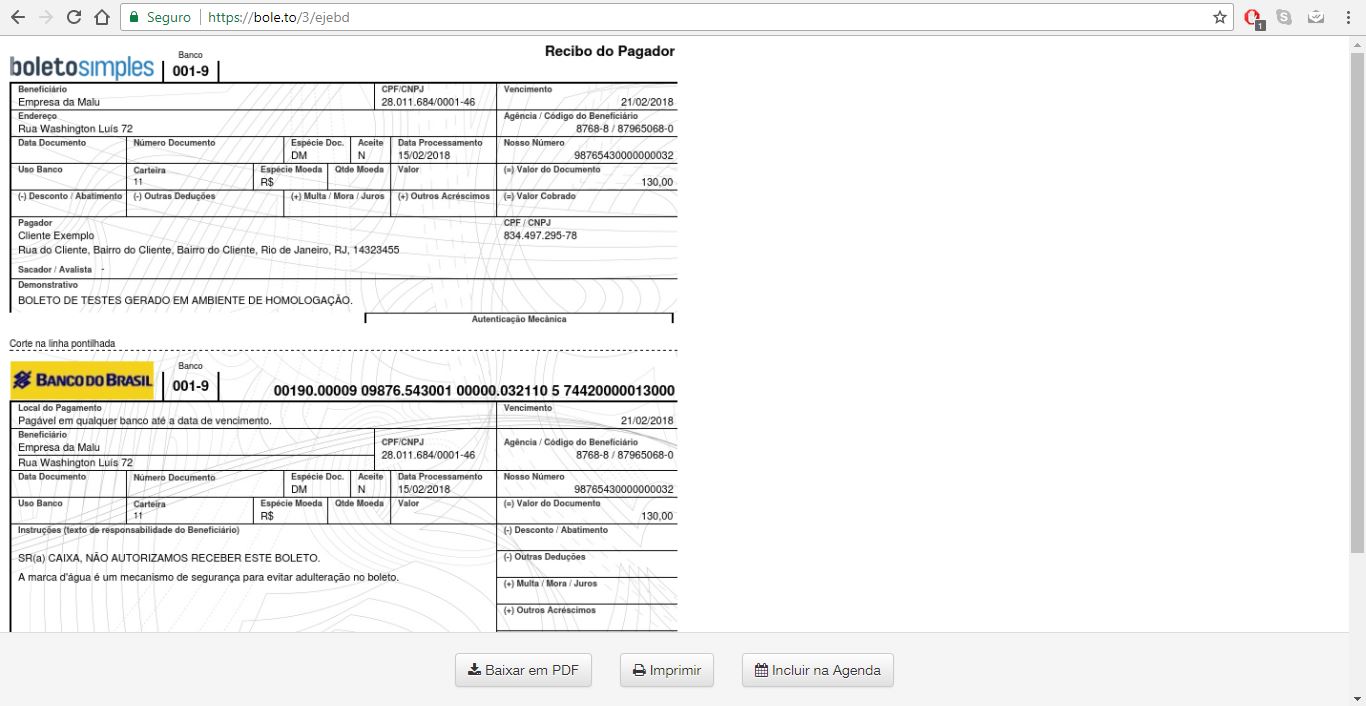 Seguro https://bole.to/3/ejebd
1
Recibo do Pagador
boletosimples
Banco
001-9
Beneficiário CPF/CNPJ Vencimento
Empresa da Malu 28.011.684/0001-46 21/02/2018
Endereço Agência / Código do Beneficiário
Rua Washington Luís 72 8768-8 / 87965068-0
Data Documento Número Documento Espécie Doc. Aceite Data Processamento Nosso Número
DM N 15/02/2018 98765430000000032
Uso Banco Carteira Espécie Moeda Qtde Moeda Valor (=) Valor do Documento
11 R$ 130,00
(-) Desconto / Abatimento (-) Outras Deduções (+) Multa / Mora / Juros (+) Outros Acréscimos (=) Valor Cobrado
Pagador CPF / CNPJ
Cliente Exemplo 834.497.295-78
Rua do Cliente, Bairro do Cliente, Bairro do Cliente, Rio de Janeiro, RJ, 14323455
Sacador / Avalista -
Demonstrativo
BOLETO DE TESTES GERADO EM AMBIENTE DE HOMOLOGAÇÃO.
Autenticação Mecânica
Corte na linha pontilhada
BANCO DO BRASIL
Banco
001-9
00190.00009 09876.543001 00000.032110 5 74420000013000
Local do Pagamento Vencimento
Pagável em qualquer banco até a data de vencimento. 21/02/2018
Beneficiário CPF/CNPJ Agência / Código do Beneficiário
Empresa da Malu 28.011.684/0001-46 8768-8 / 87965068-0
Rua Washington Luís 72
Data Documento Número Documento Espécie Doc. Aceite Data Processamento Nosso Número
DM N 15/02/2018 98765430000000032
Uso Banco Carteira Espécie Moeda Qtde Moeda Valor (=) Valor do Documento
11 R$ 130,00
Instruções (texto de responsabilidade do Beneficiário) (-) Desconto / Abatimento
SR(a) CAIXA, NÃO AUTORIZAMOS RECEBER ESTE BOLETO. (-) Outras Deduções
A marca d'água é um mecanismo de segurança para evitar adulteração no boleto. (+) Multa / Mora / Juros
(+) Outros Acréscimos
Baixar em PDF Imprimir Incluir na Agenda